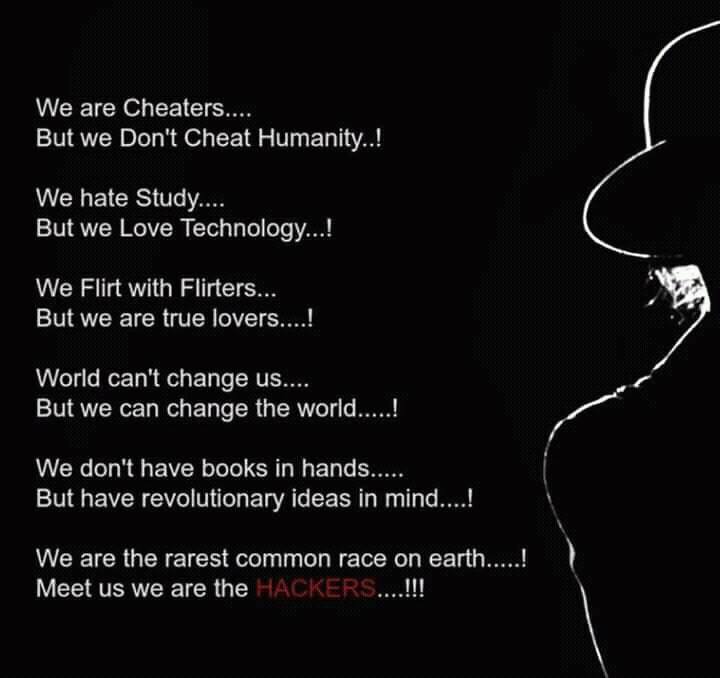 We are Cheaters....
But we Don't Cheat Humanity..!
We hate Study....
But we Love Technology...!
We Flirt with Flirters...
But we are true lovers....!
World can't change us....
But we can change the world.....!
We don't have books in hands.....
But have revolutionary ideas in mind....!
We are the rarest common race on earth.....!
Meet us we are the HACKERS....!!!